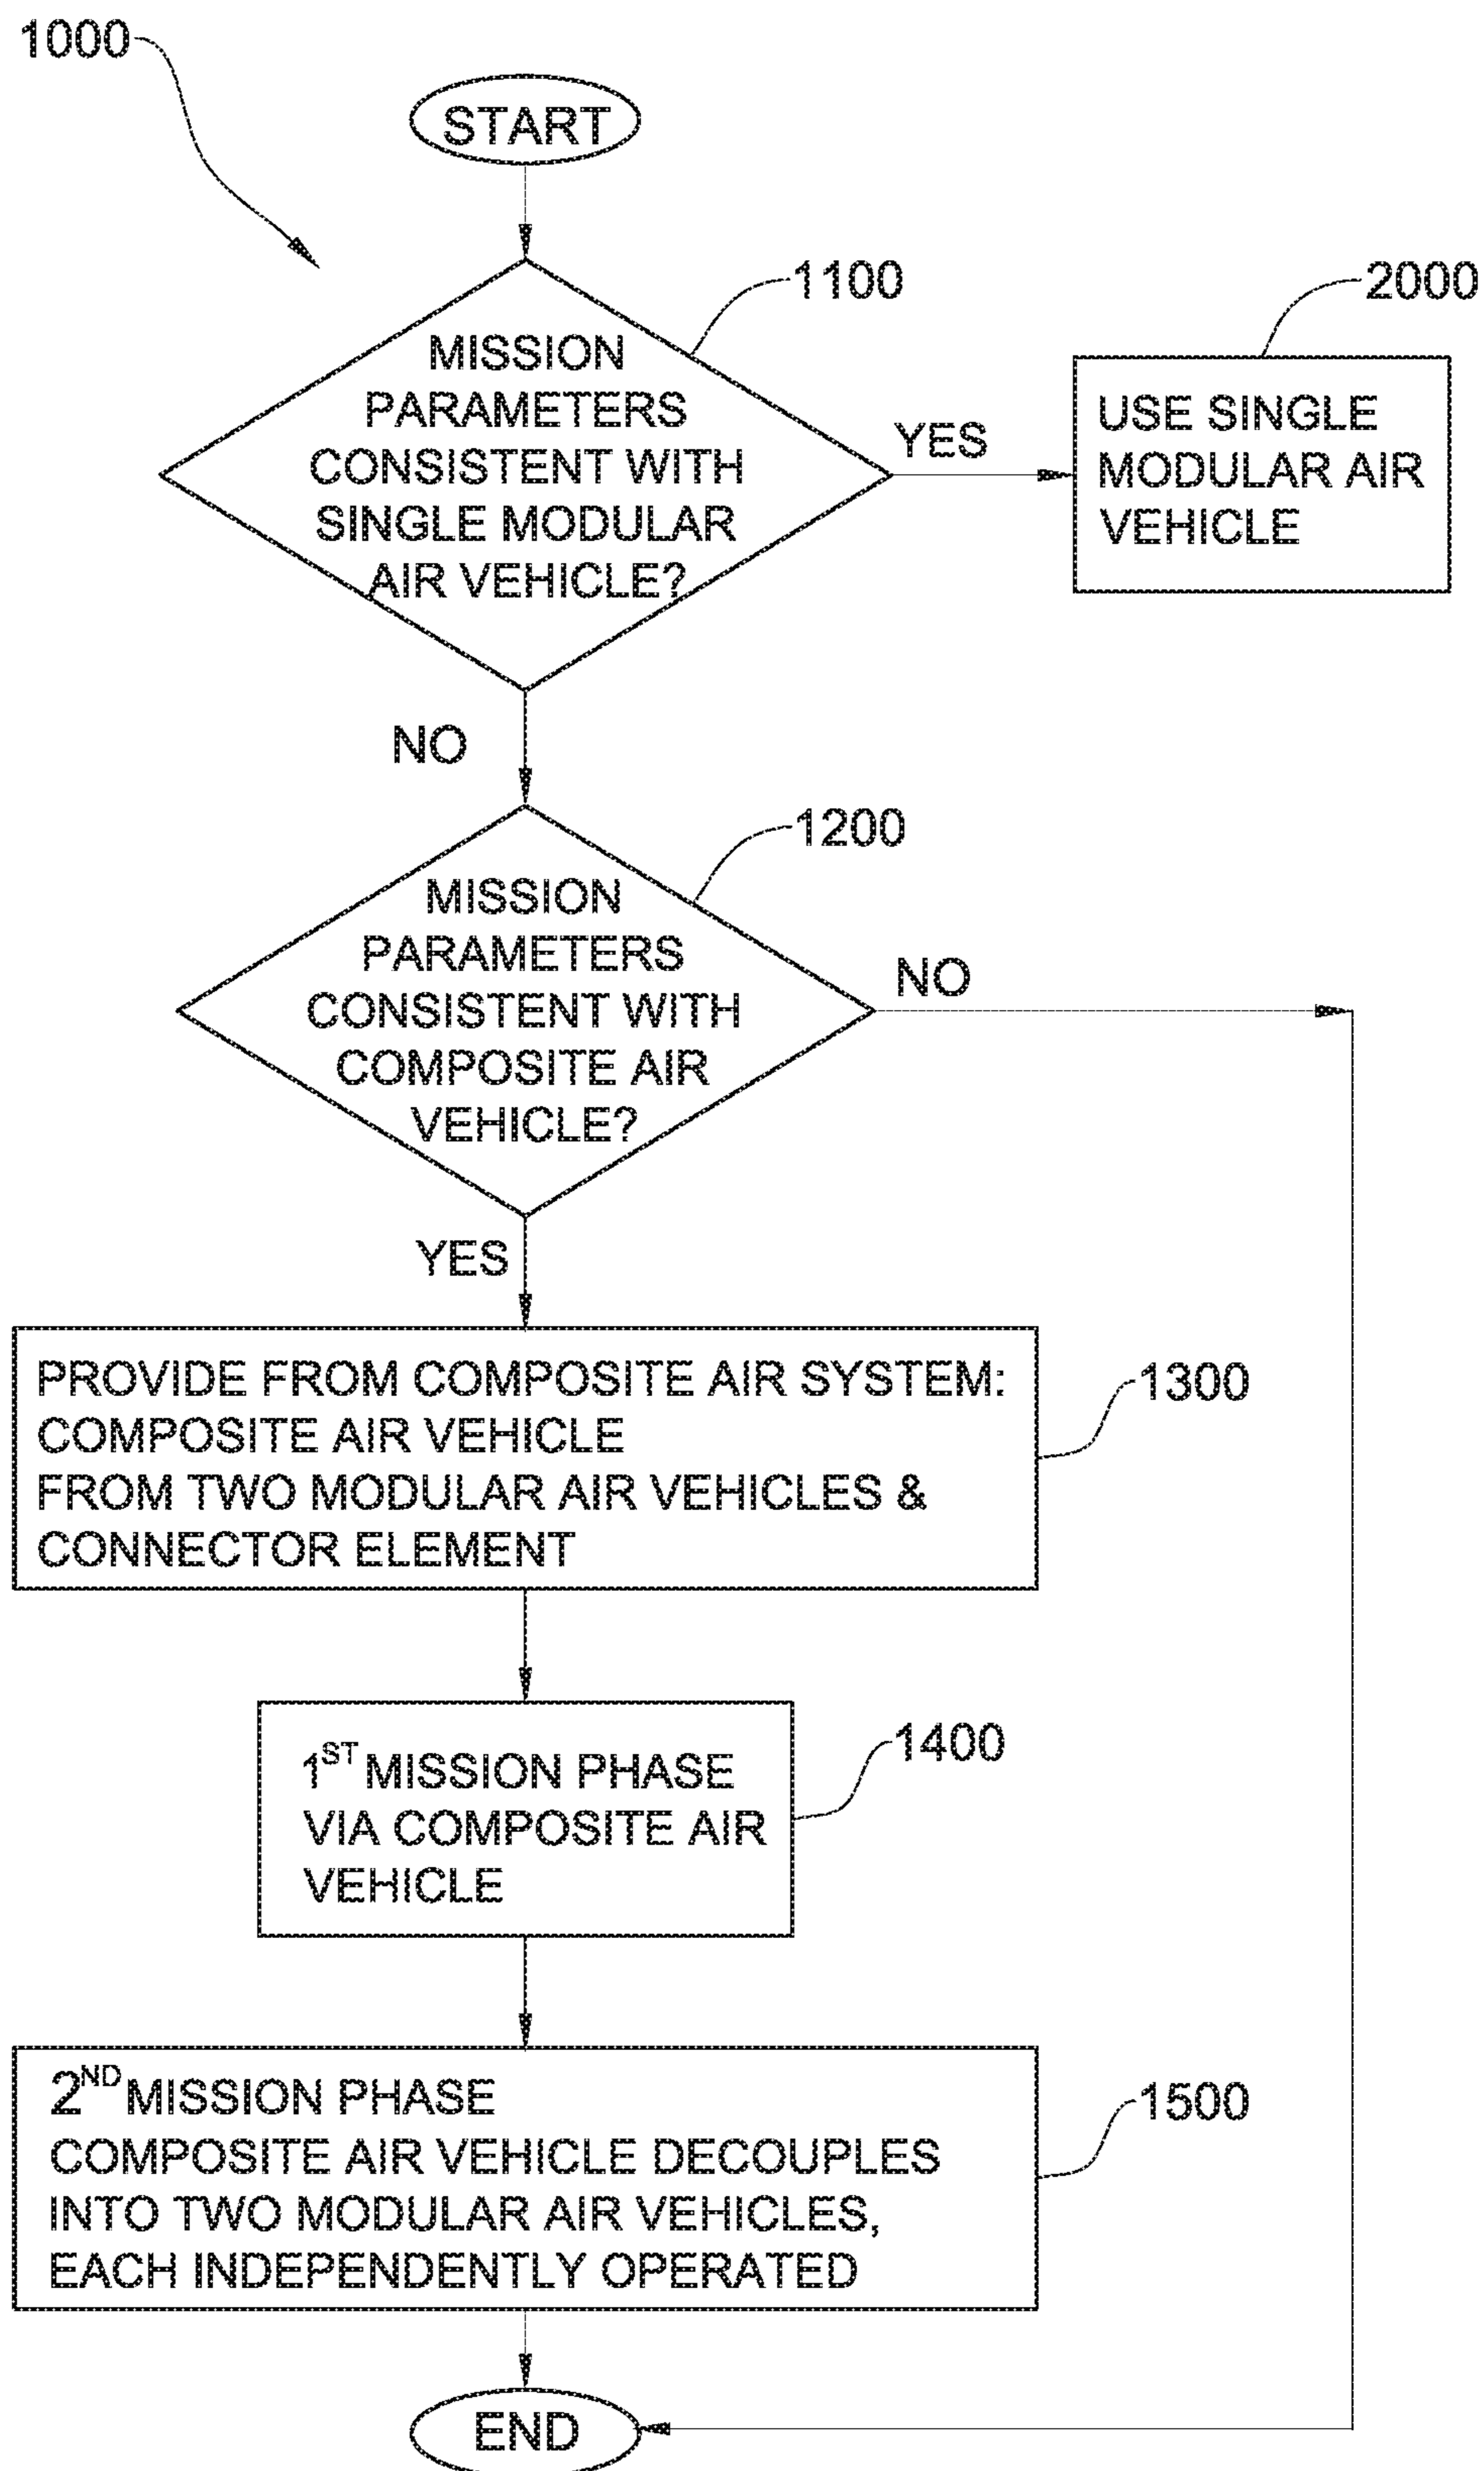 1000
START
1100
MISSION
PARAMETERS
CONSISTENT WITH
SINGLE MODULAR
AIR VEHICLE?
YES
2000
USE SINGLE
MODULAR AIR
VEHICLE
NO
1200
MISSION
PARAMETERS
CONSISTENT WITH
COMPOSITE AIR
VEHICLE?
NO
YES
PROVIDE FROM COMPOSITE AIR SYSTEM:
COMPOSITE AIR VEHICLE
FROM TWO MODULAR AIR VEHICLES &
CONNECTOR ELEMENT
1300
1ST MISSION PHASE
VIA COMPOSITE AIR
VEHICLE
1400
2ND MISSION PHASE
COMPOSITE AIR VEHICLE DECOUPLES
INTO TWO MODULAR AIR VEHICLES,
EACH INDEPENDENTLY OPERATED
1500
END